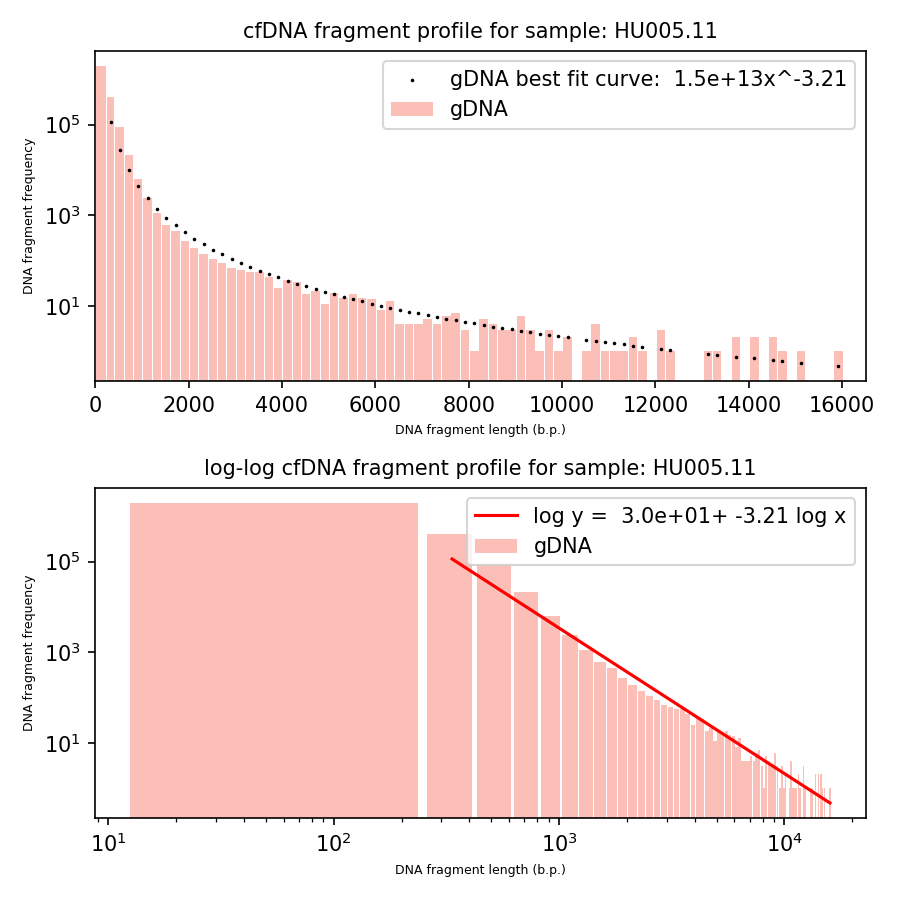 cfDNA fragment profile for sample: HU005.11
gDNA best fit curve:  1.5e+13x^-3.21
gDNA
DNA fragment frequency
10^5
10^3
10^1
0 2000 4000 6000 8000 10000 12000 14000 16000
DNA fragment length (b.p.)
log-log cfDNA fragment profile for sample: HU005.11
log y =  3.0e+01+ -3.21 log x
gDNA
DNA fragment frequency
10^5
10^3
10^1
10^1 10^2 10^3 10^4
DNA fragment length (b.p.)